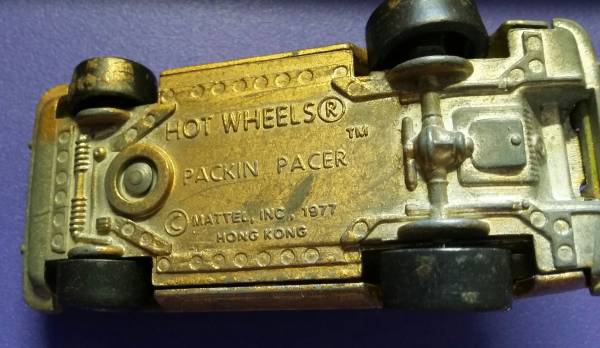 HOT WHEELS®
TM
PACKIN PACER
© MATTEL, INC., 1977
HONG KONG